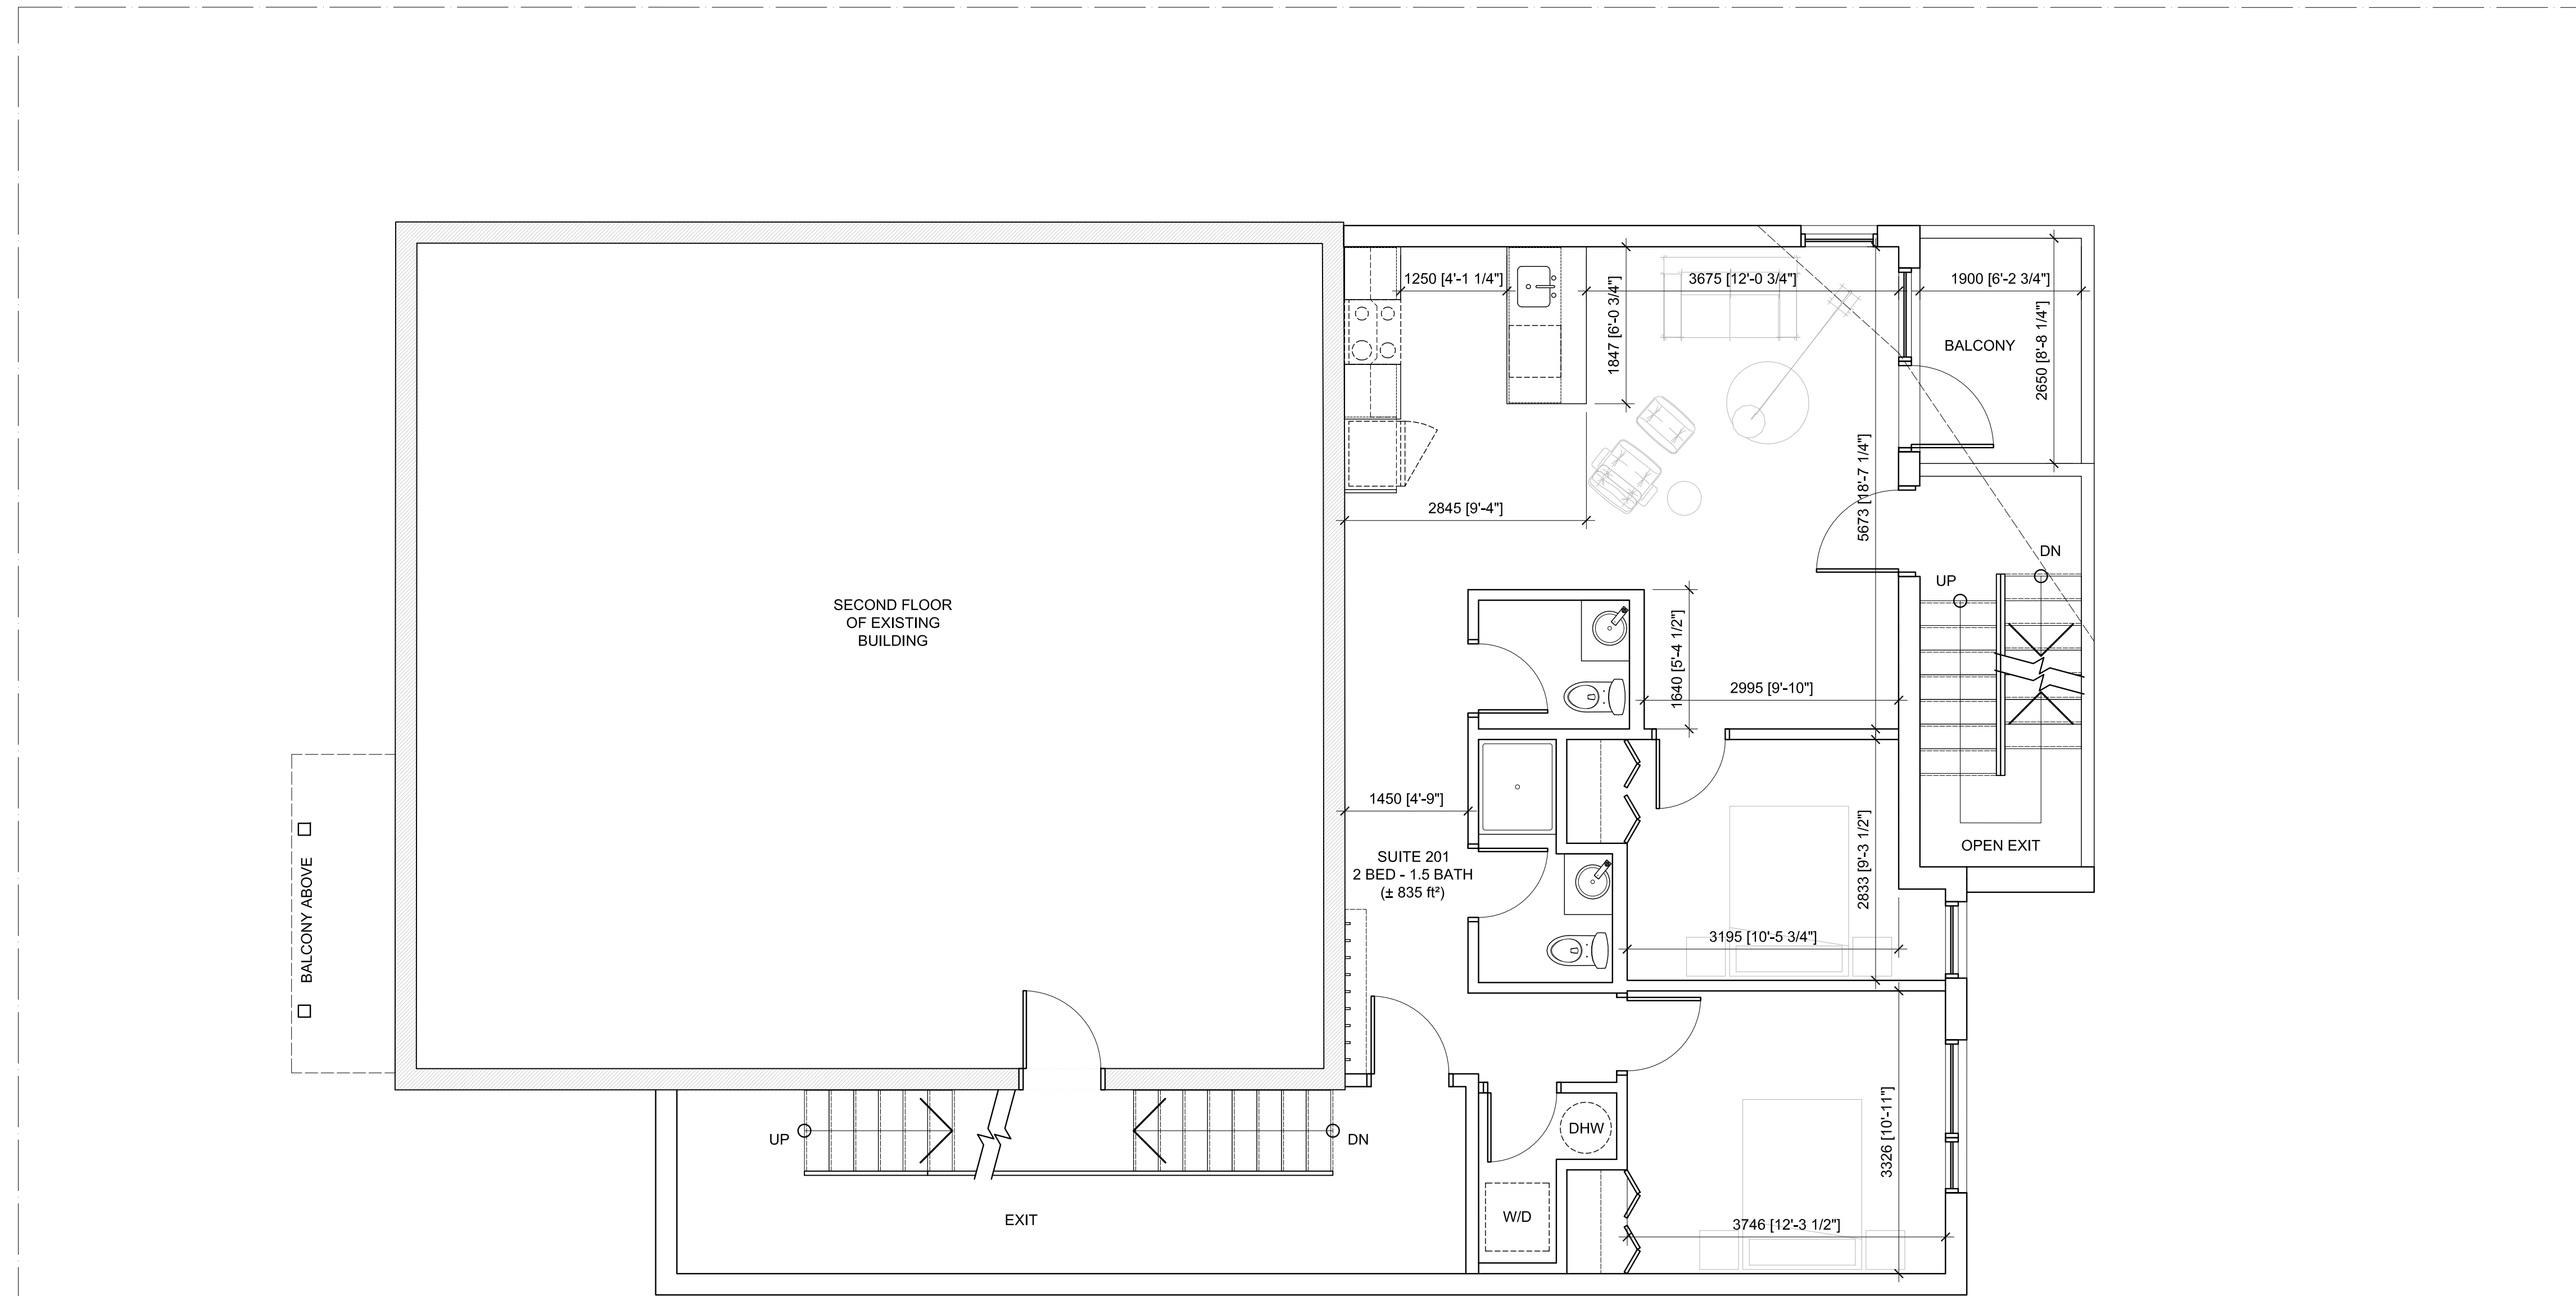 1250 [4'-1 1/4"]
3675 [12'-0 3/4"]
1900 [6'-2 3/4"]
1847 [6'-0 3/4"]
BALCONY
2650 [8'-8 1/4"]
5673 [18'-7 1/4"]
2845 [9'-4"]
DN
UP
SECOND FLOOR
OF EXISTING
BUILDING
1640 [5'-4 1/2"]
2995 [9'-10"]
1450 [4'-9"]
2833 [9'-3 1/2"]
OPEN EXIT
SUITE 201
2 BED - 1.5 BATH
(± 835 ft²)
BALCONY ABOVE
3195 [10'-5 3/4"]
UP
DN
DHW
3326 [10'-11"]
EXIT
W/D
3746 [12'-3 1/2"]